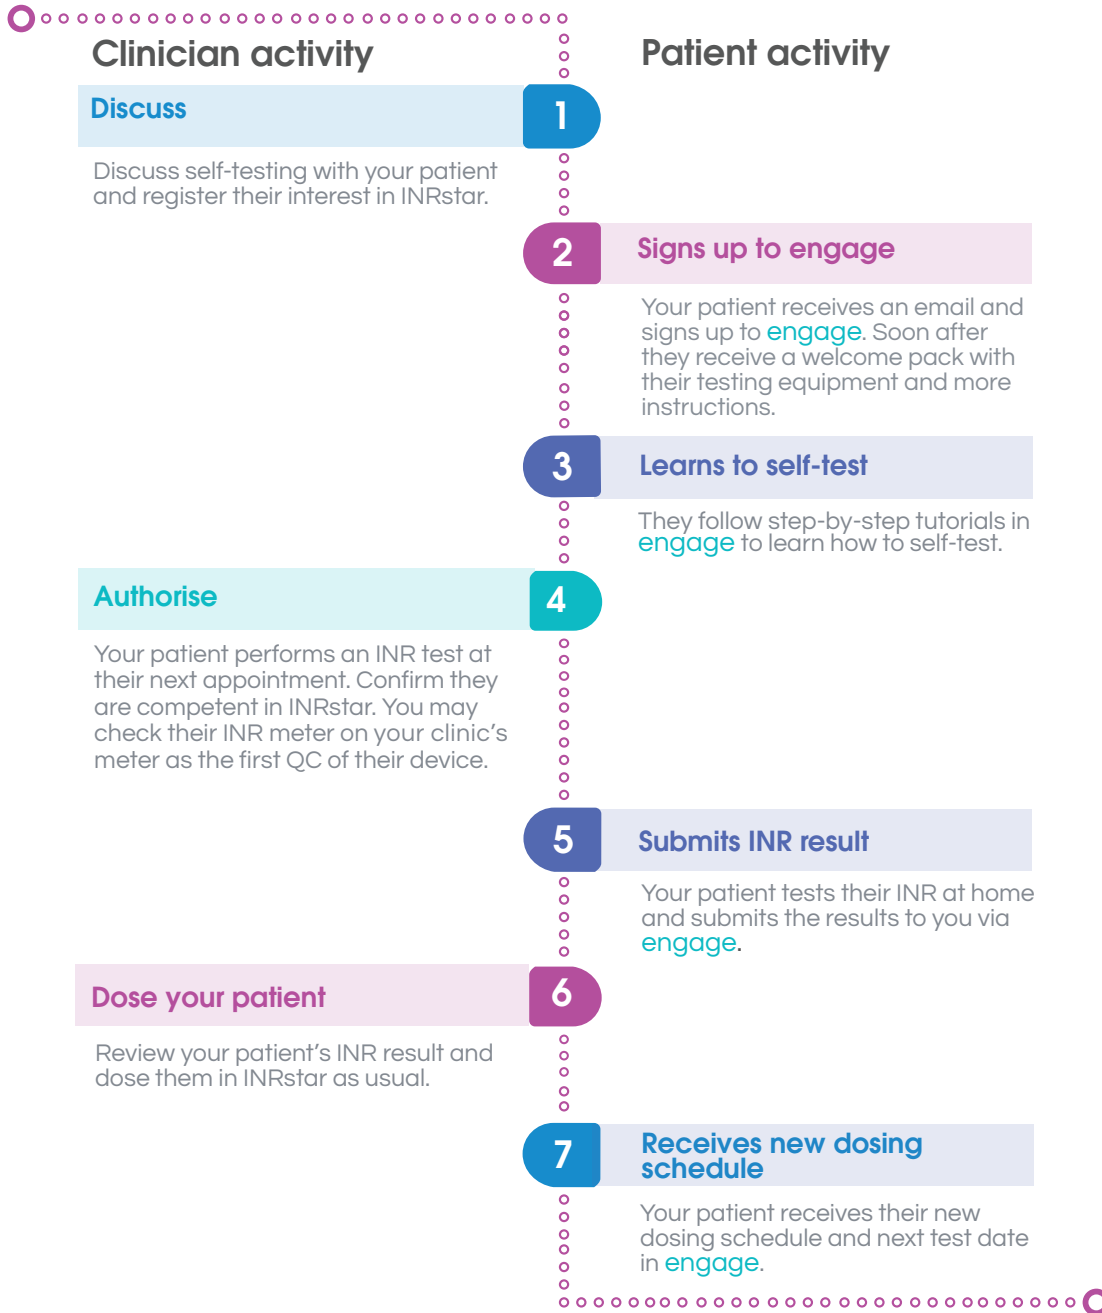 Clinician activity
Patient activity
Discuss
1
Discuss self-testing with your patient
and register their interest in INRstar.
2
Signs up to engage
Your patient receives an email and
signs up to engage. Soon after
they receive a welcome pack with
their testing equipment and more
instructions.
3
Learns to self-test
They follow step-by-step tutorials in
engage to learn how to self-test.
Authorise
4
Your patient performs an INR test at
their next appointment. Confirm they
are competent in INRstar. You may
check their INR meter on your clinic’s
meter as the first QC of their device.
5
Submits INR result
Your patient tests their INR at home
and submits the results to you via
engage.
Dose your patient
6
Review your patient’s INR result and
dose them in INRstar as usual.
7
Receives new dosing
schedule
Your patient receives their new
dosing schedule and next test date
in engage.